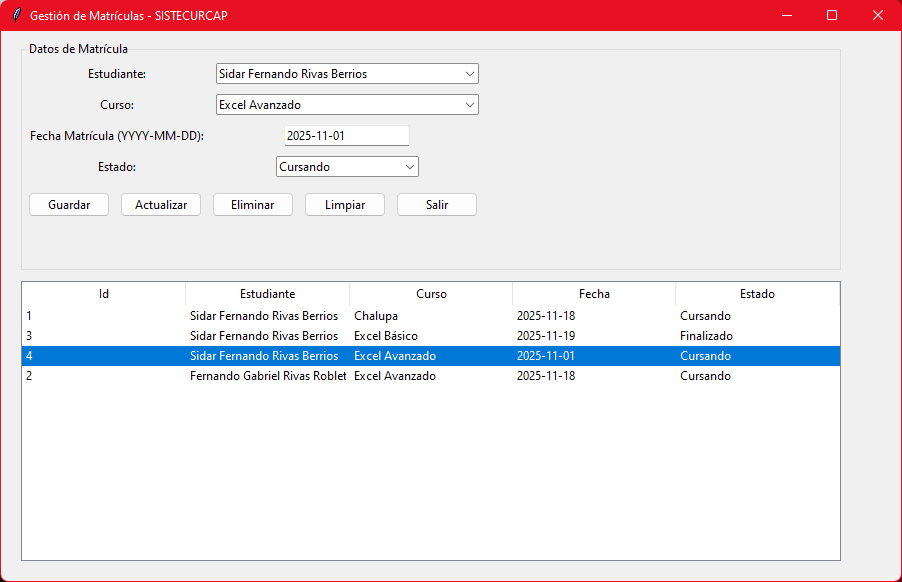 Gestión de Matrículas - SISTECURCAP
Datos de Matrícula
Estudiante: Sidar Fernando Rivas Berrios
Curso: Excel Avanzado
Fecha Matrícula (YYYY-MM-DD): 2025-11-01
Estado: Cursando
Guardar Actualizar Eliminar Limpiar Salir
Id Estudiante Curso Fecha Estado
1 Sidar Fernando Rivas Berrios Chalupa 2025-11-18 Cursando
3 Sidar Fernando Rivas Berrios Excel Básico 2025-11-19 Finalizado
4 Sidar Fernando Rivas Berrios Excel Avanzado 2025-11-01 Cursando
2 Fernando Gabriel Rivas Roblet Excel Avanzado 2025-11-18 Cursando